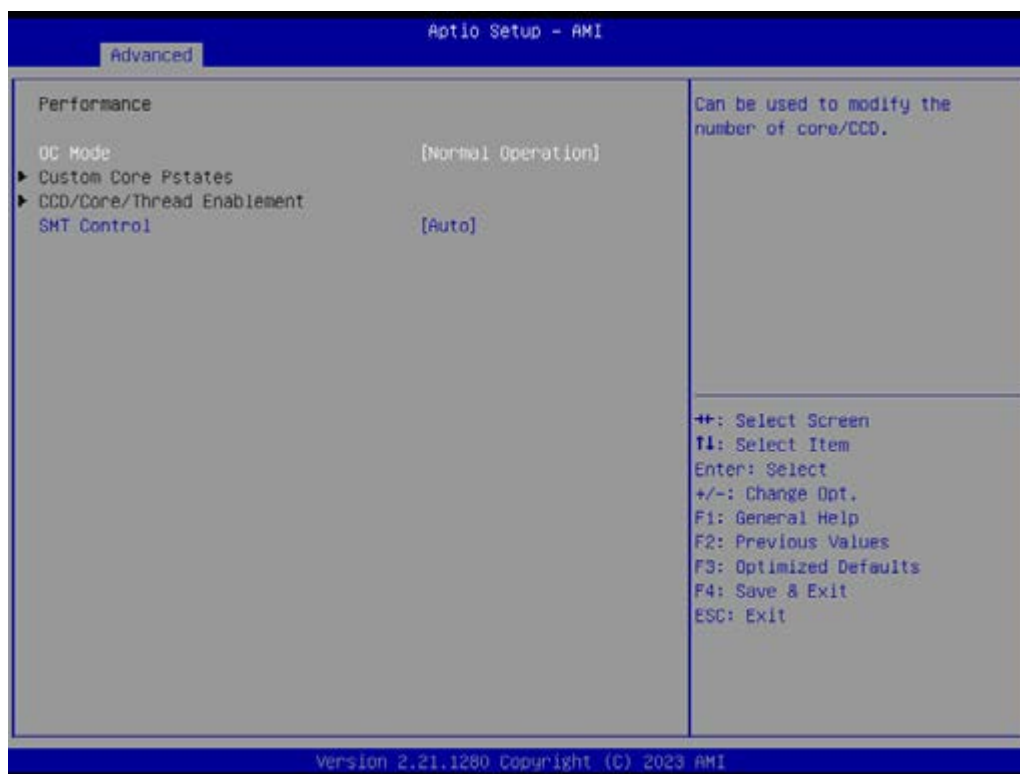 Aptio Setup - AMI
Advanced
Performance
OC Mode [Normal Operation]
▶ Custom Core Pstates
▶ CCD/Core/Thread Enablement
SMT Control [Auto]
Can be used to modify the
number of core/CCD.
→←: Select Screen
↑↓: Select Item
Enter: Select
+/-: Change Opt.
F1: General Help
F2: Previous Values
F3: Optimized Defaults
F4: Save & Exit
ESC: Exit
Version 2.21.1280 Copyright (C) 2023 AMI